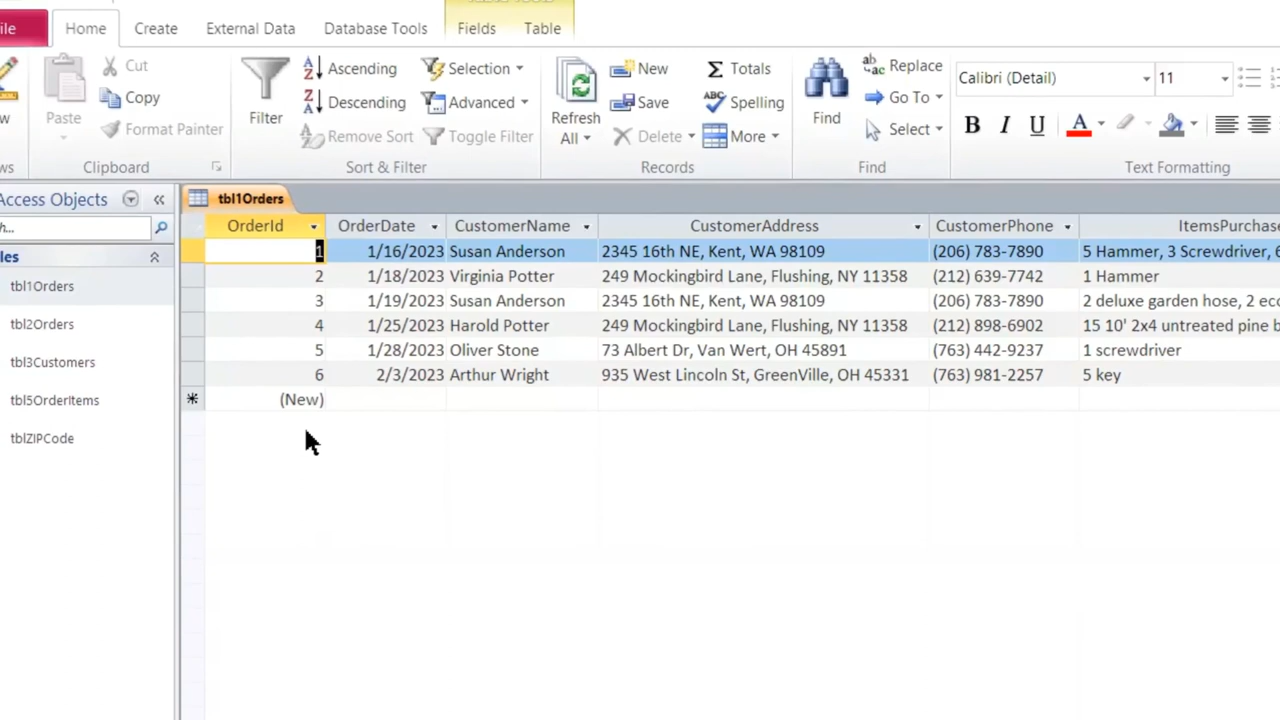 ile
Home
Create
External Data
Database Tools
Fields
Table
Cut
Copy
Format Painter
Paste
Clipboard
Filter
Ascending
Descending
Remove Sort
Selection
Advanced
Toggle Filter
Sort & Filter
Refresh
All
New
Save
Delete
Totals
Spelling
More
Records
Find
Replace
Go To
Select
Find
Calibri (Detail)
11
B I U A
Text Formatting
w
ws
Access Objects
h...
les
tbl1Orders
tbl2Orders
tbl3Customers
tbl5OrderItems
tblZIPCode
tbl1Orders
OrderId OrderDate CustomerName CustomerAddress CustomerPhone ItemsPurchase
1 1/16/2023 Susan Anderson 2345 16th NE, Kent, WA 98109 (206) 783-7890 5 Hammer, 3 Screwdriver, 6
2 1/18/2023 Virginia Potter 249 Mockingbird Lane, Flushing, NY 11358 (212) 639-7742 1 Hammer
3 1/19/2023 Susan Anderson 2345 16th NE, Kent, WA 98109 (206) 783-7890 2 deluxe garden hose, 2 eco
4 1/25/2023 Harold Potter 249 Mockingbird Lane, Flushing, NY 11358 (212) 898-6902 15 10' 2x4 untreated pine b
5 1/28/2023 Oliver Stone 73 Albert Dr, Van Wert, OH 45891 (763) 442-9237 1 screwdriver
6 2/3/2023 Arthur Wright 935 West Lincoln St, GreenVille, OH 45331 (763) 981-2257 5 key
(New)